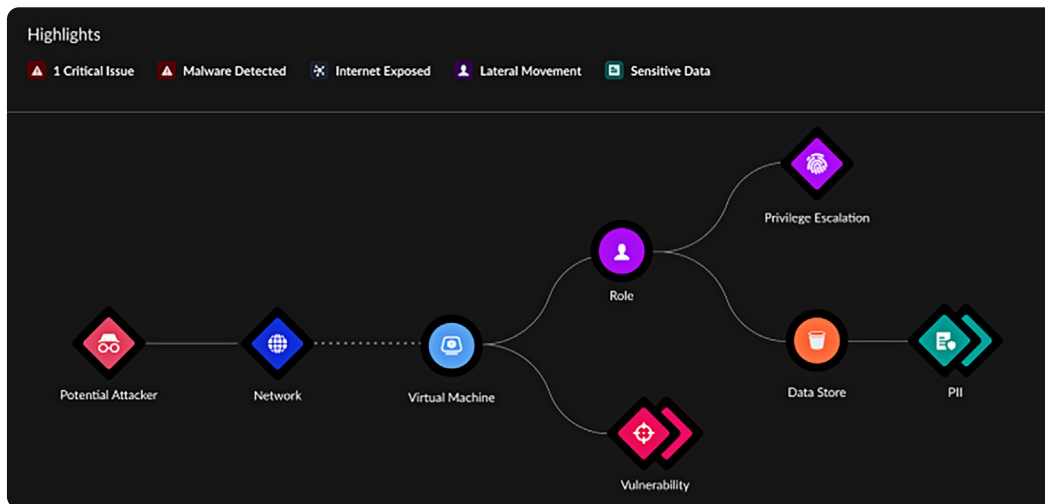 Highlights
1 Critical Issue
Malware Detected
Internet Exposed
Lateral Movement
Sensitive Data
Privilege Escalation
Role
Potential Attacker
Network
Virtual Machine
Data Store
PII
Vulnerability